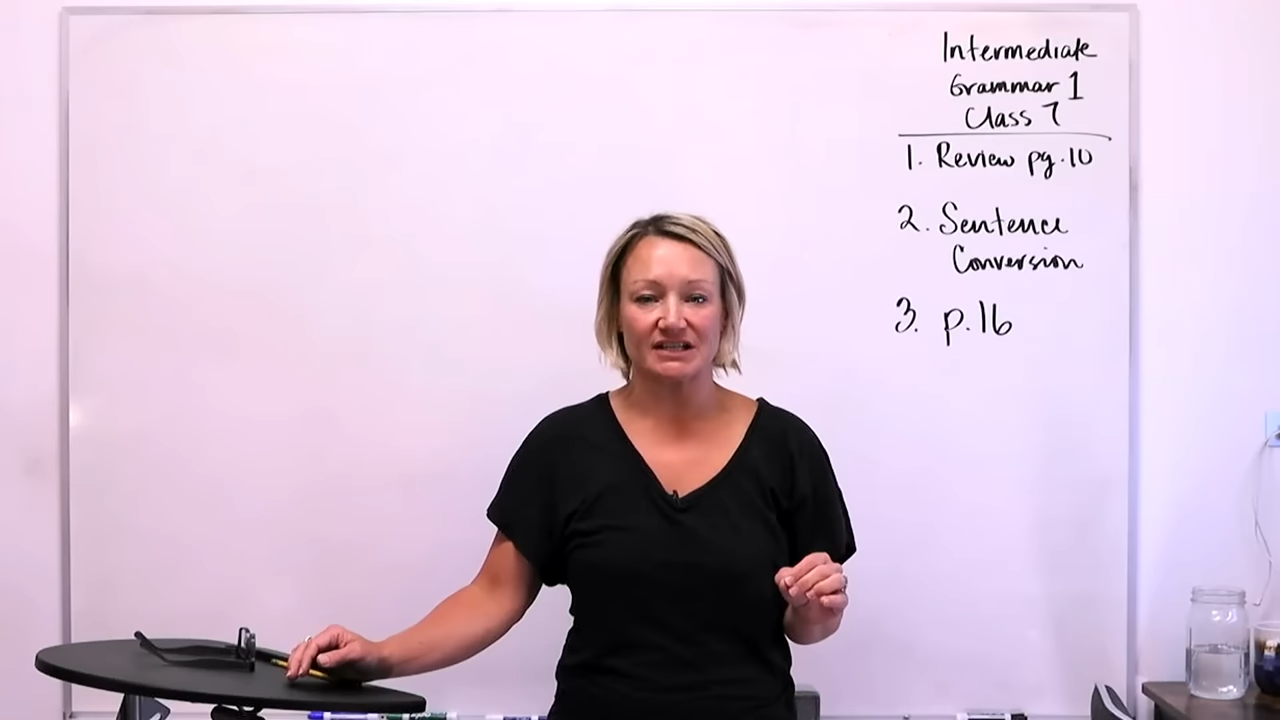 Intermediate
Grammar 1
Class 7
1. Review pg. 10
2. Sentence
Conversion
3. p. 16